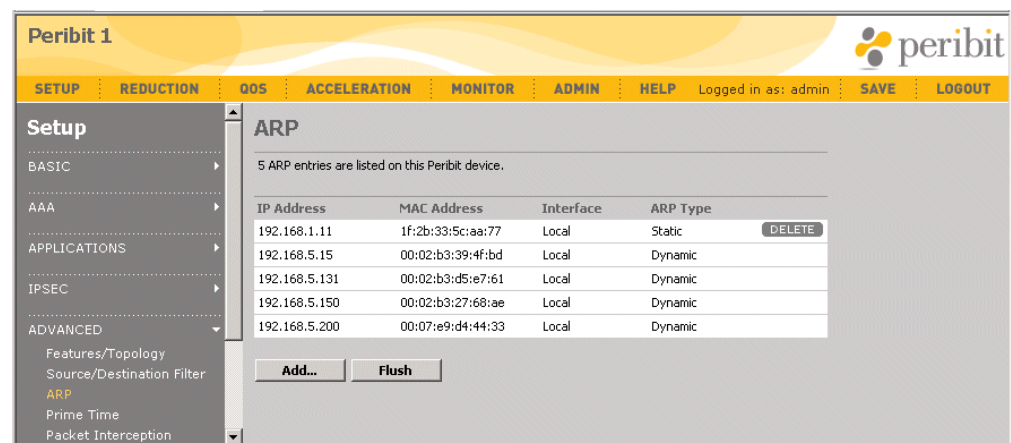 Peribit 1
peribit
SETUP REDUCTION QOS ACCELERATION MONITOR ADMIN HELP Logged in as: admin SAVE LOGOUT
Setup
BASIC
AAA
APPLICATIONS
IPSEC
ADVANCED
Features/Topology
Source/Destination Filter
ARP
Prime Time
Packet Interception
ARP
5 ARP entries are listed on this Peribit device.
IP Address MAC Address Interface ARP Type
192.168.1.11 1f:2b:33:5c:aa:77 Local Static DELETE
192.168.5.15 00:02:b3:39:4f:bd Local Dynamic
192.168.5.131 00:02:b3:d5:e7:61 Local Dynamic
192.168.5.150 00:02:b3:27:68:ae Local Dynamic
192.168.5.200 00:07:e9:d4:44:33 Local Dynamic
Add... Flush